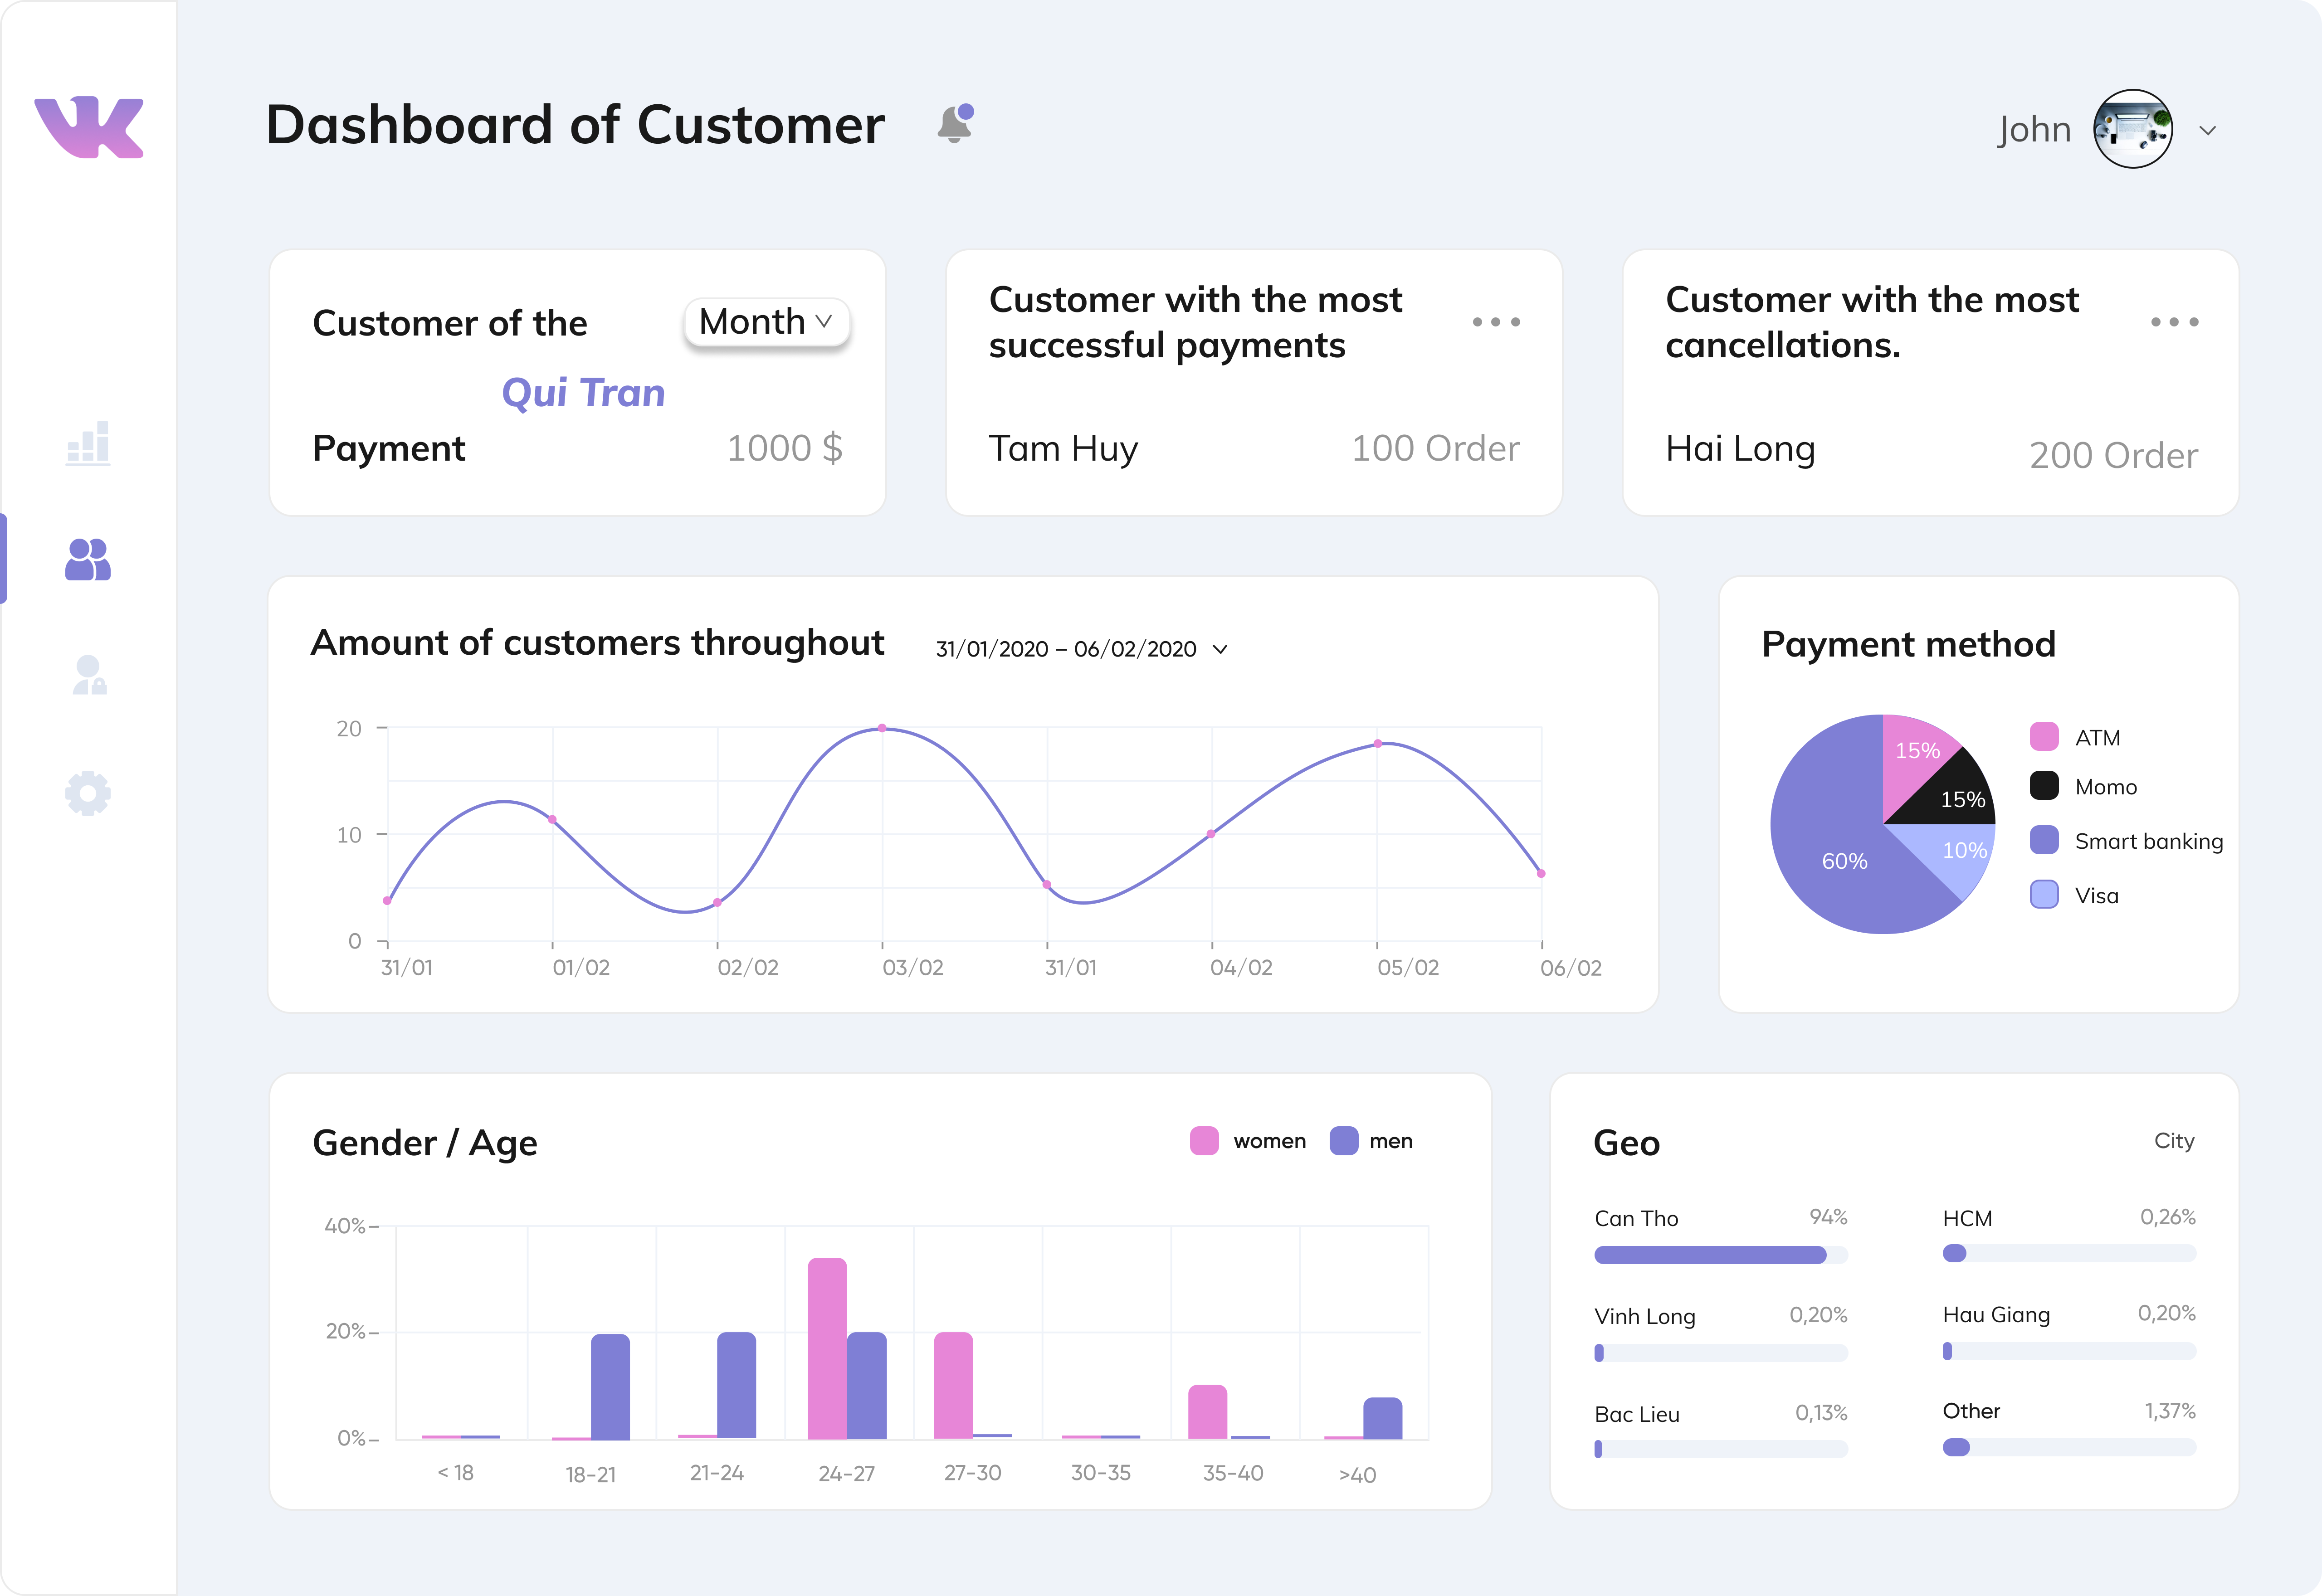 Dashboard of Customer
John
Customer of the
Month
Qui Tran
Payment
1000 $
Customer with the most
successful payments
Tam Huy
100 Order
Customer with the most
cancellations.
Hai Long
200 Order
Amount of customers throughout
31/01/2020 – 06/02/2020
20
10
0
31/01
01/02
02/02
03/02
31/01
04/02
05/02
06/02
Payment method
15%
15%
10%
60%
ATM
Momo
Smart banking
Visa
Gender / Age
women
men
40%
20%
0%
< 18
18-21
21-24
24-27
27-30
30-35
35-40
>40
Geo
City
Can Tho
94%
HCM
0,26%
Vinh Long
0,20%
Hau Giang
0,20%
Bac Lieu
0,13%
Other
1,37%